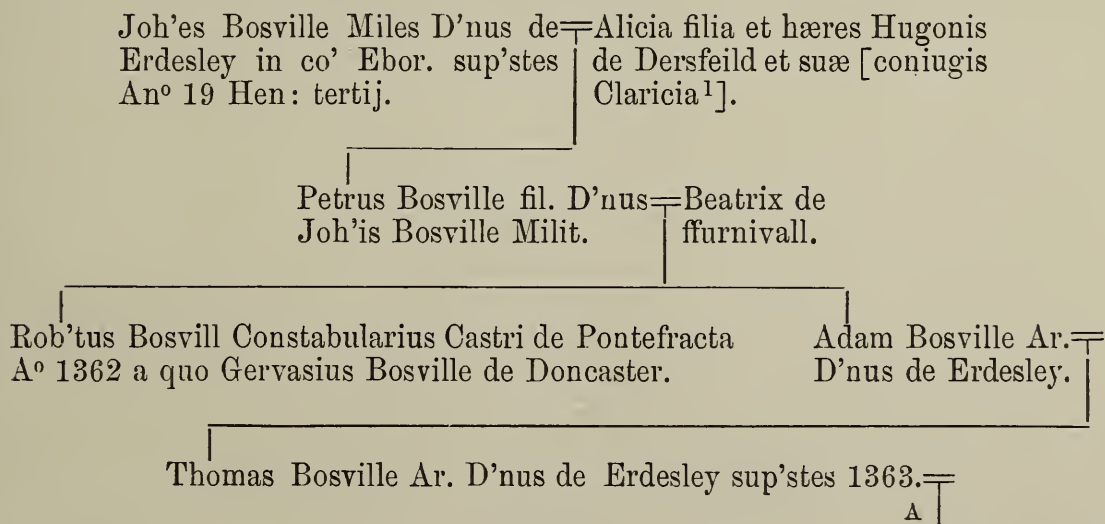 Joh'es Bosville Miles D'nus de
Erdesley in co' Ebor. sup'stes
Anº 19 Hen: tertij.
Alicia filia et hæres Hugonis
de Dersfeild et suæ [coniugis
Claricia¹].
Petrus Bosville fil. D'nus
Joh'is Bosville Milit.
Beatrix de
ffurnivall.
Rob'tus Bosvill Constabularius Castri de Pontefracta
Aº 1362 a quo Gervasius Bosville de Doncaster.
Adam Bosville Ar.
D'nus de Erdesley.
Thomas Bosville Ar. D'nus de Erdesley sup'stes 1363.
A